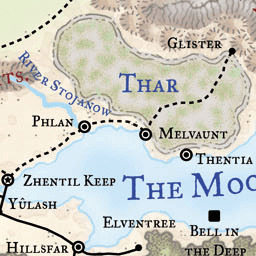 Glister
Thar
TS.
River Stojanow
Phlan
Melvaunt
Thentia
Zhentil Keep
The Moo
Yûlash
Elventree
Bell in
the Deep
Hillsfar